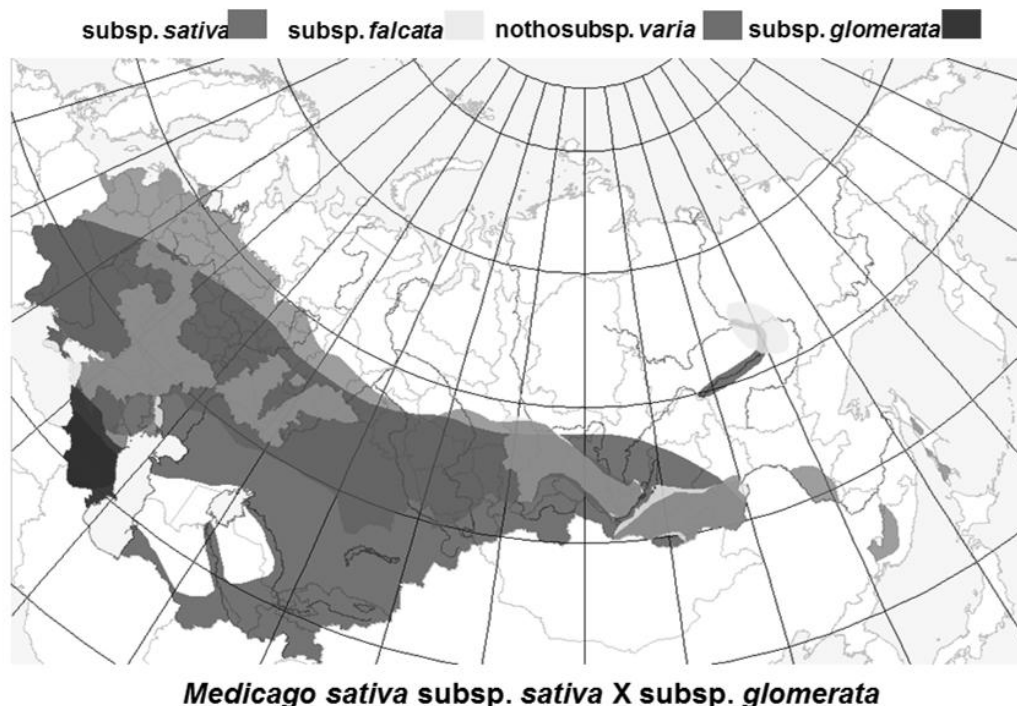 subsp. sativa subsp. falcata nothosubsp. varia subsp. glomerata
Medicago sativa subsp. sativa X subsp. glomerata